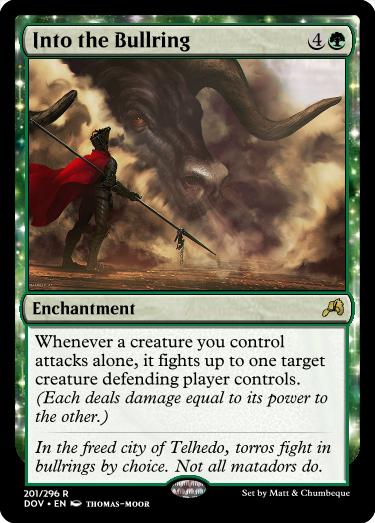 Into the Bullring 4
Enchantment
Whenever a creature you control
attacks alone, it fights up to one target
creature defending player controls.
(Each deals damage equal to its power to
the other.)
In the freed city of Telhedo, torros fight in
bullrings by choice. Not all matadors do.
201/296 R
DOV • EN THOMAS-MOOR
Set by Matt & Chumbeque